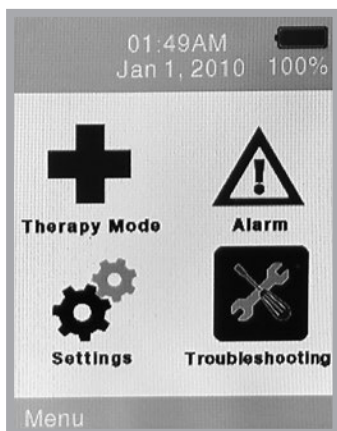 01:49AM
Jan 1, 2010 100%
Therapy Mode Alarm
Settings Troubleshooting
Menu